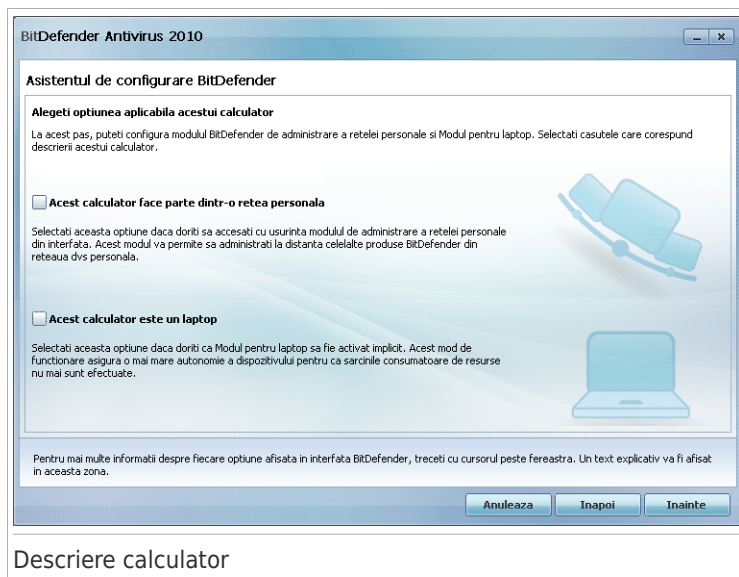 BitDefender Antivirus 2010
Asistentul de configurare BitDefender
Alegeti optiunea aplicabila acestui calculator
La acest pas, puteti configura modulul BitDefender de administrare a retelei personale si Modul pentru laptop. Selectati casutele care corespund
descrierii acestui calculator.
Acest calculator face parte dintr-o retea personala
Selectati aceasta optiune daca doriti sa accesati cu usurinta modulul de administrare a retelei personale
din interfata. Acest modul va permite sa administrati la distanta celelalte produse BitDefender din
reteaua dvs personala.
Acest calculator este un laptop
Selectati aceasta optiune daca doriti ca Modul pentru laptop sa fie activat implicit. Acest mod de
functionare asigura o mai mare autonomie a dispozitivului pentru ca sarcinile consumatoare de resurse
nu mai sunt efectuate.
Pentru mai multe informatii despre fiecare optiune afisata in interfata BitDefender, treceti cu cursorul peste fereastra. Un text explicativ va fi afisat
in aceasta zona.
Anuleaza Inapoi Inainte
Descriere calculator